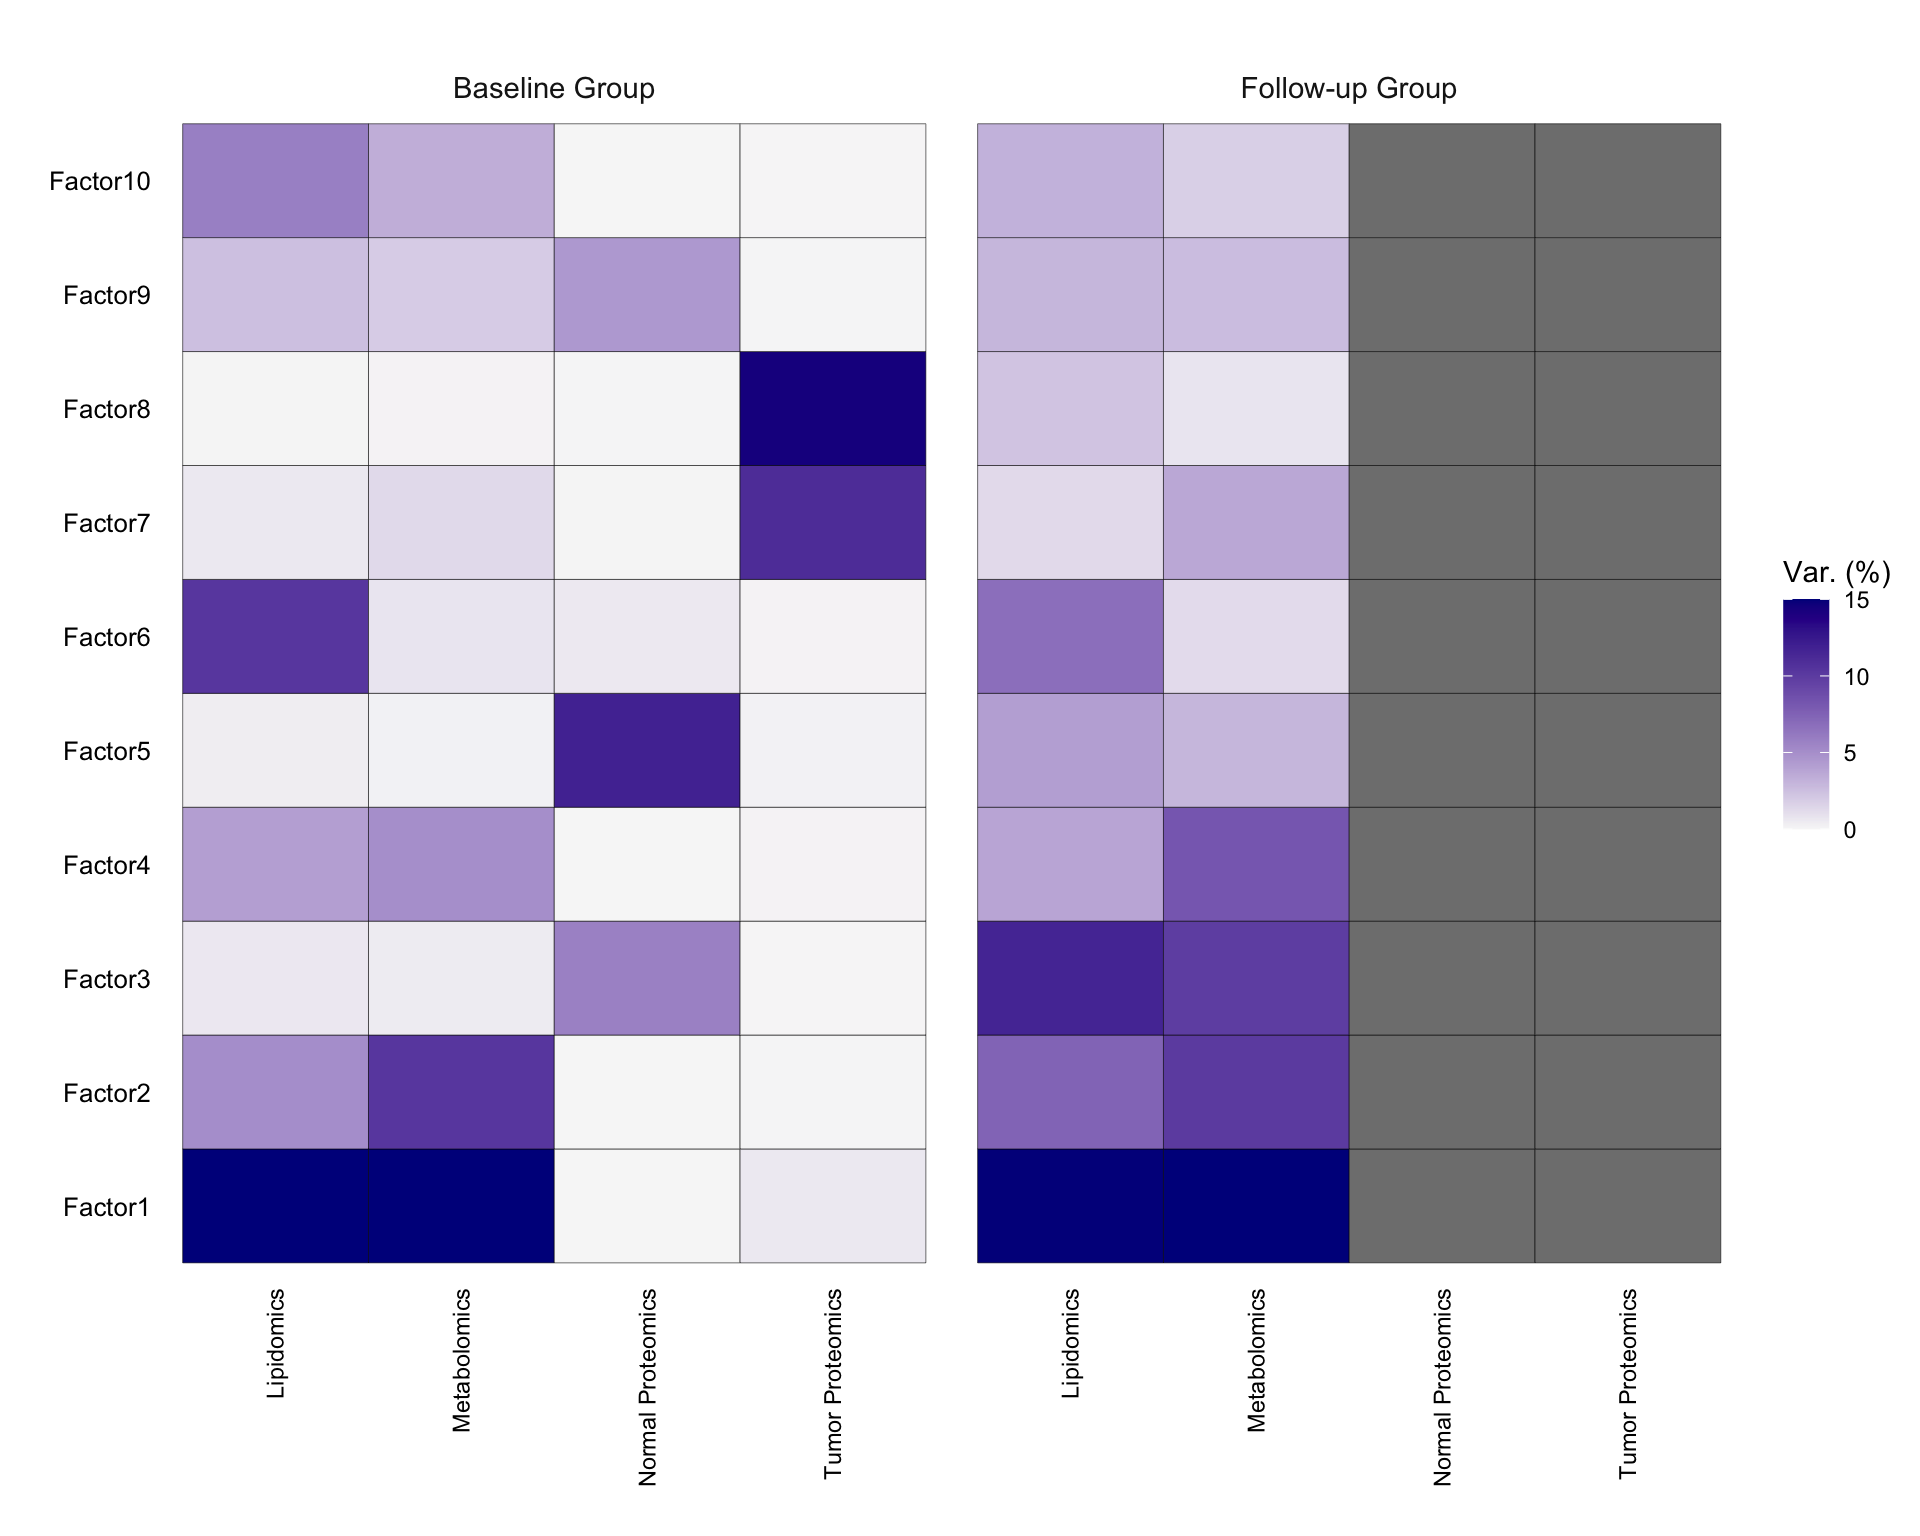 Baseline Group
Follow-up Group
Factor10
Factor9
Factor8
Factor7
Factor6
Factor5
Factor4
Factor3
Factor2
Factor1
Var. (%)
15
10
5
0
Lipidomics
Metabolomics
Normal Proteomics
Tumor Proteomics
Lipidomics
Metabolomics
Normal Proteomics
Tumor Proteomics